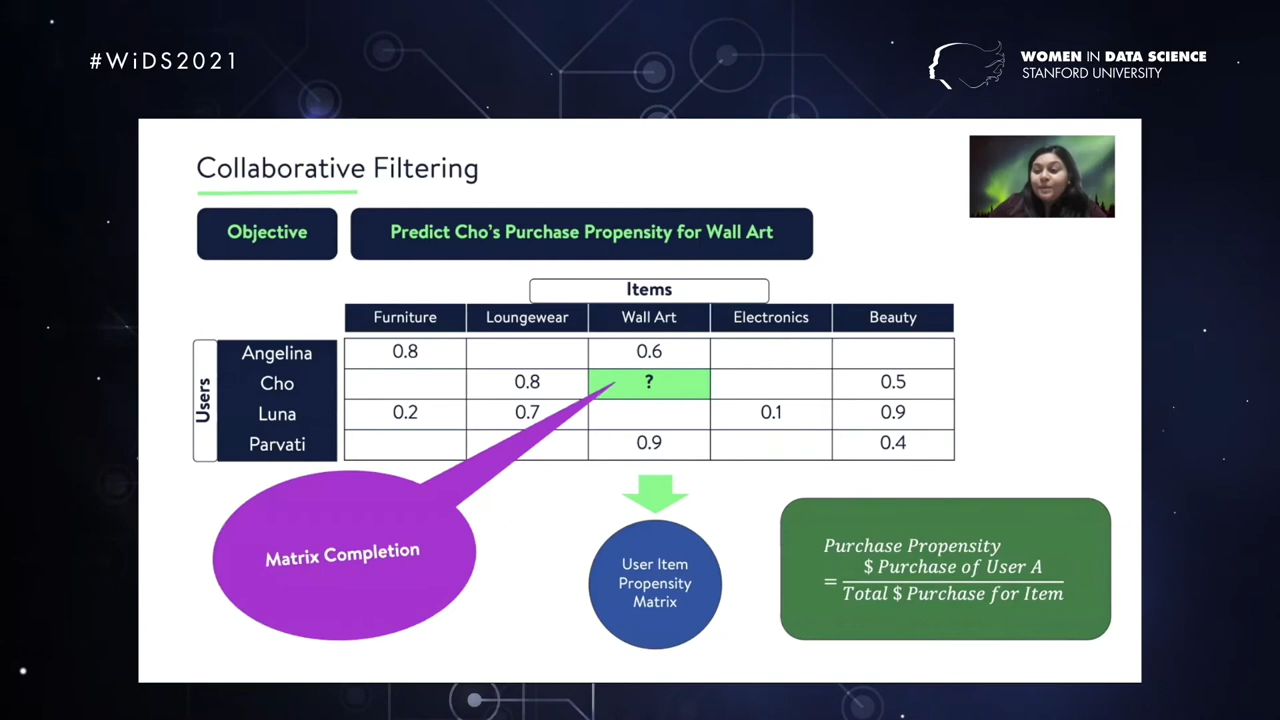 #WiDS2021
WOMEN IN DATA SCIENCE
STANFORD UNIVERSITY
Collaborative Filtering
Objective
Predict Cho's Purchase Propensity for Wall Art
Items
Furniture Loungewear Wall Art Electronics Beauty
Users
Angelina 0.8 0.6
Cho 0.8 ? 0.5
Luna 0.2 0.7 0.1 0.9
Parvati 0.9 0.4
Matrix Completion
User Item
Propensity
Matrix
Purchase Propensity
= $ Purchase of User A
Total $ Purchase for Item